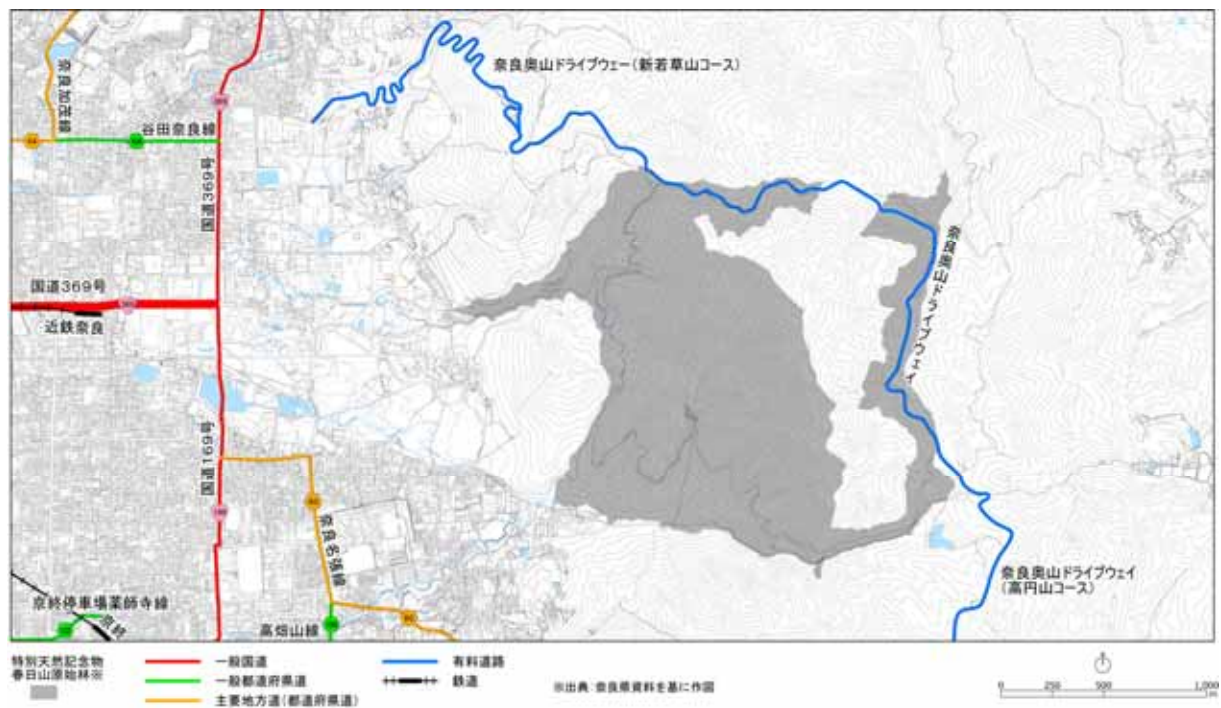 奈良奥山ドライブウェー(新若草山コース)
奈良加茂線
谷田奈良線
国道369号
国道369号
近鉄奈良
奈良奥山ドライブウェイ
国道169号
奈良名張線
京終停車場薬師寺線
京終
高畑山線
奈良奥山ドライブウェイ
(高円山コース)
特別天然記念物
春日山原始林※
一般国道
一般都道府県道
主要地方道(都道府県道)
有料道路
鉄道
※出典:奈良県資料を基に作図
0 250 500 1,000
m